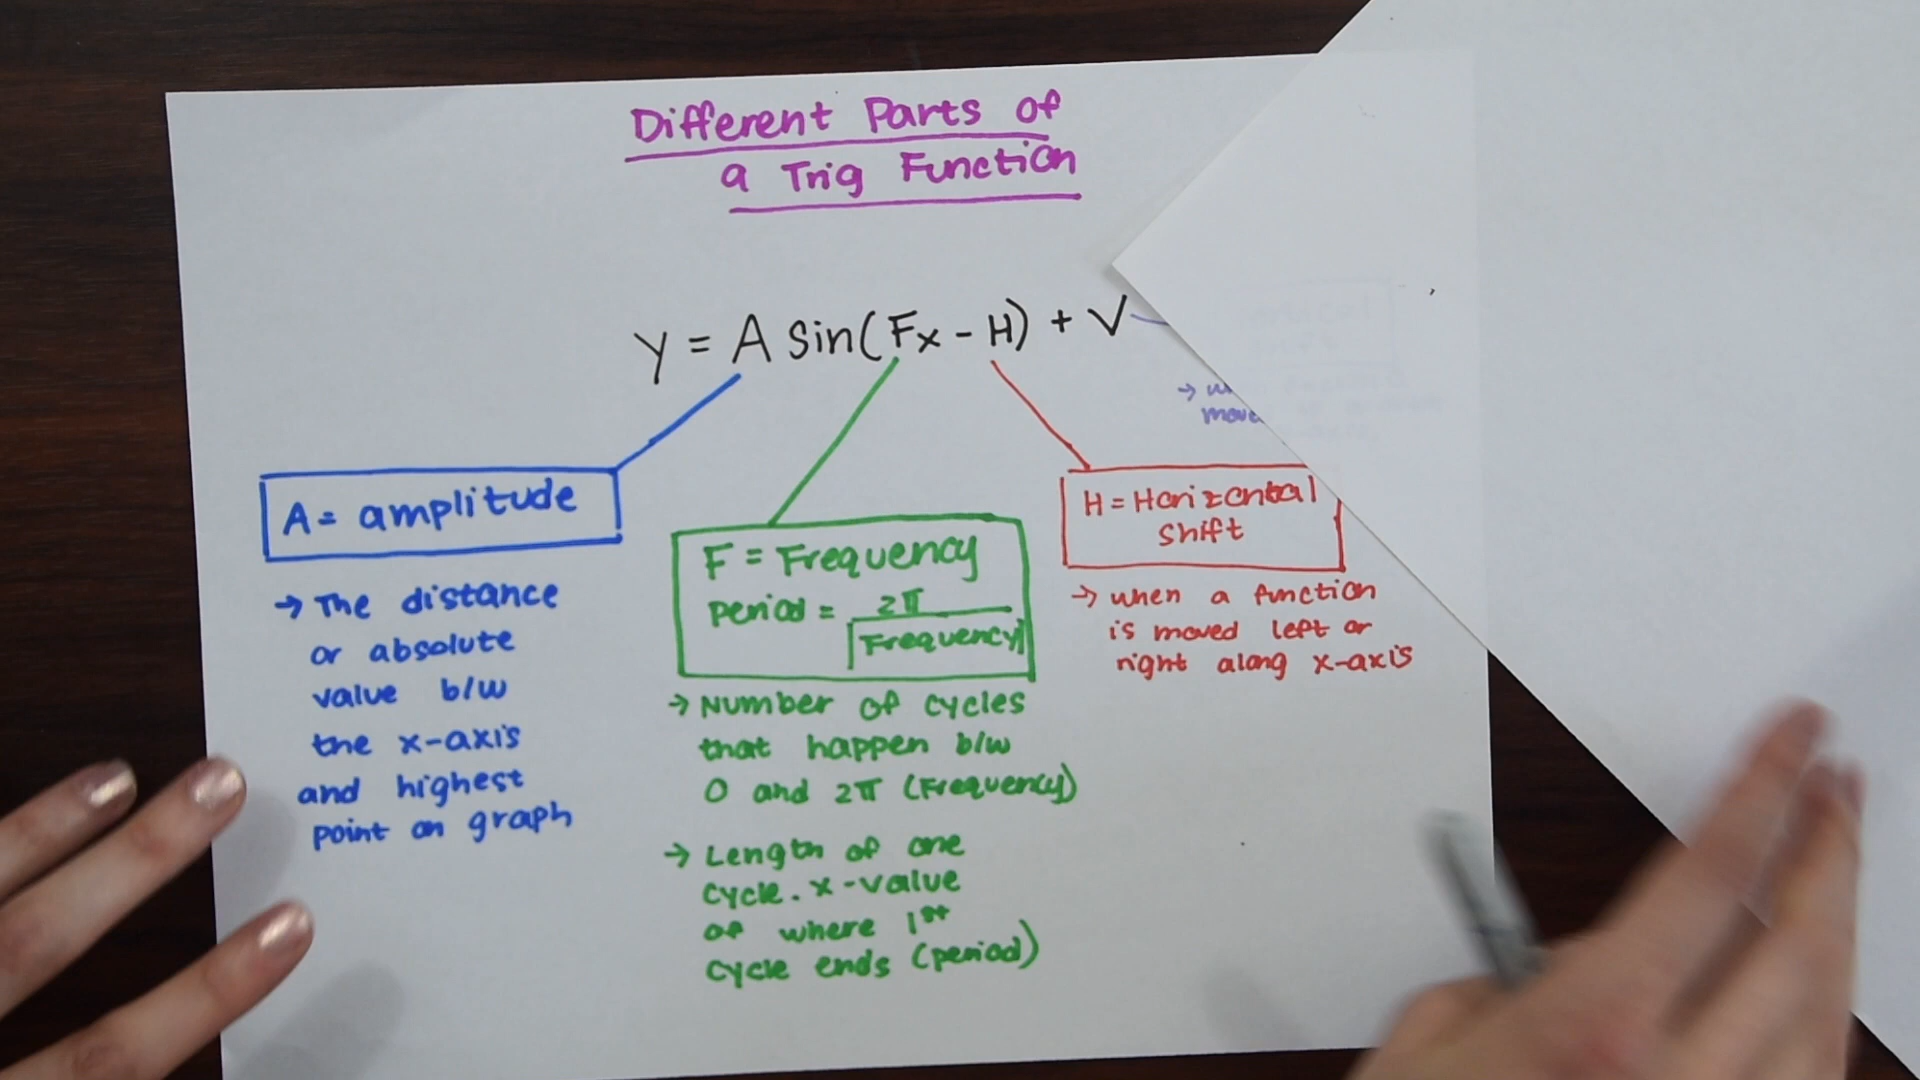 Different Parts of
a Trig Function
y = A sin(Fx - H) + V
A = amplitude
→ The distance
or absolute
value b/w
the x-axis
and highest
point on graph
F = Frequency
period = 2π
|Frequency|
→ Number of cycles
that happen b/w
0 and 2π (Frequency)
→ Length of one
cycle. x-value
of where 1st
cycle ends (period)
H = Horizontal
shift
→ when a function
is moved left or
right along x-axis
→
move